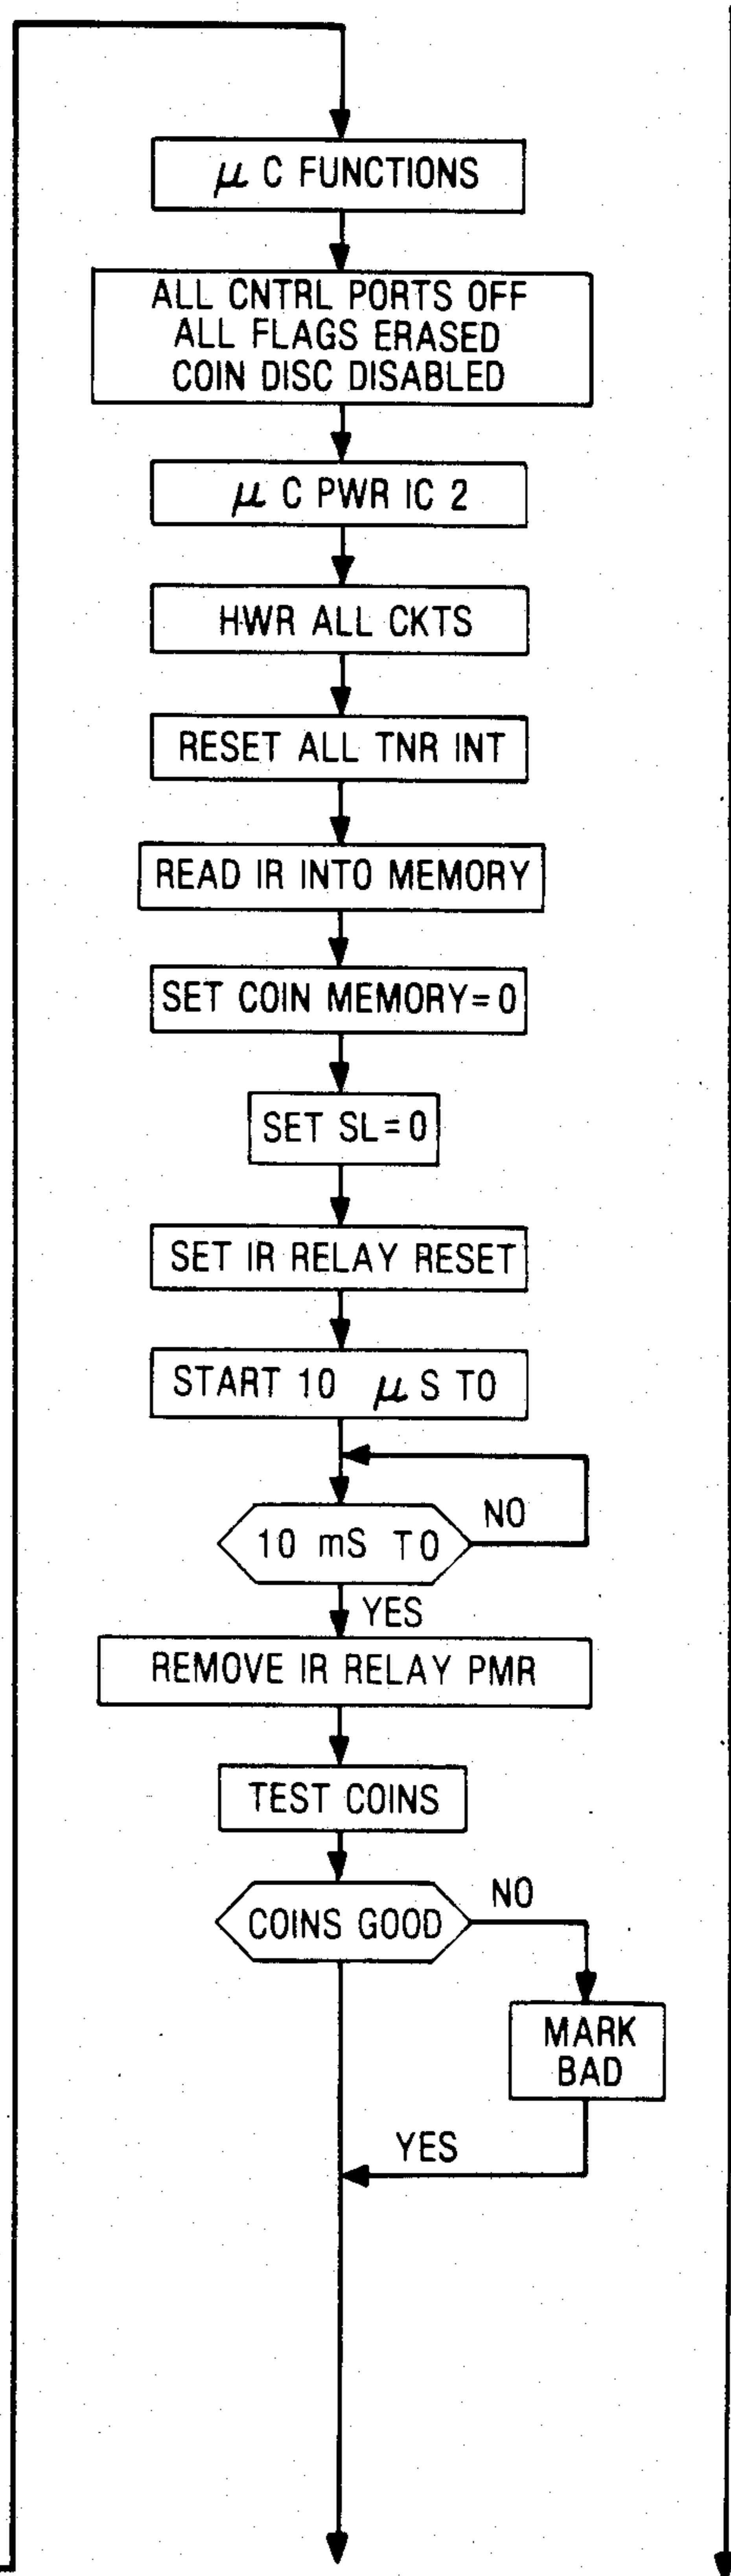 μ C FUNCTIONS
ALL CNTRL PORTS OFF
ALL FLAGS ERASED
COIN DISC DISABLED
μ C PWR IC 2
HWR ALL CKTS
RESET ALL TNR INT
READ IR INTO MEMORY
SET COIN MEMORY=0
SET SL=0
SET IR RELAY RESET
START 10 μS TO
10 mS TO
NO
YES
REMOVE IR RELAY PMR
TEST COINS
COINS GOOD
NO
MARK
BAD
YES